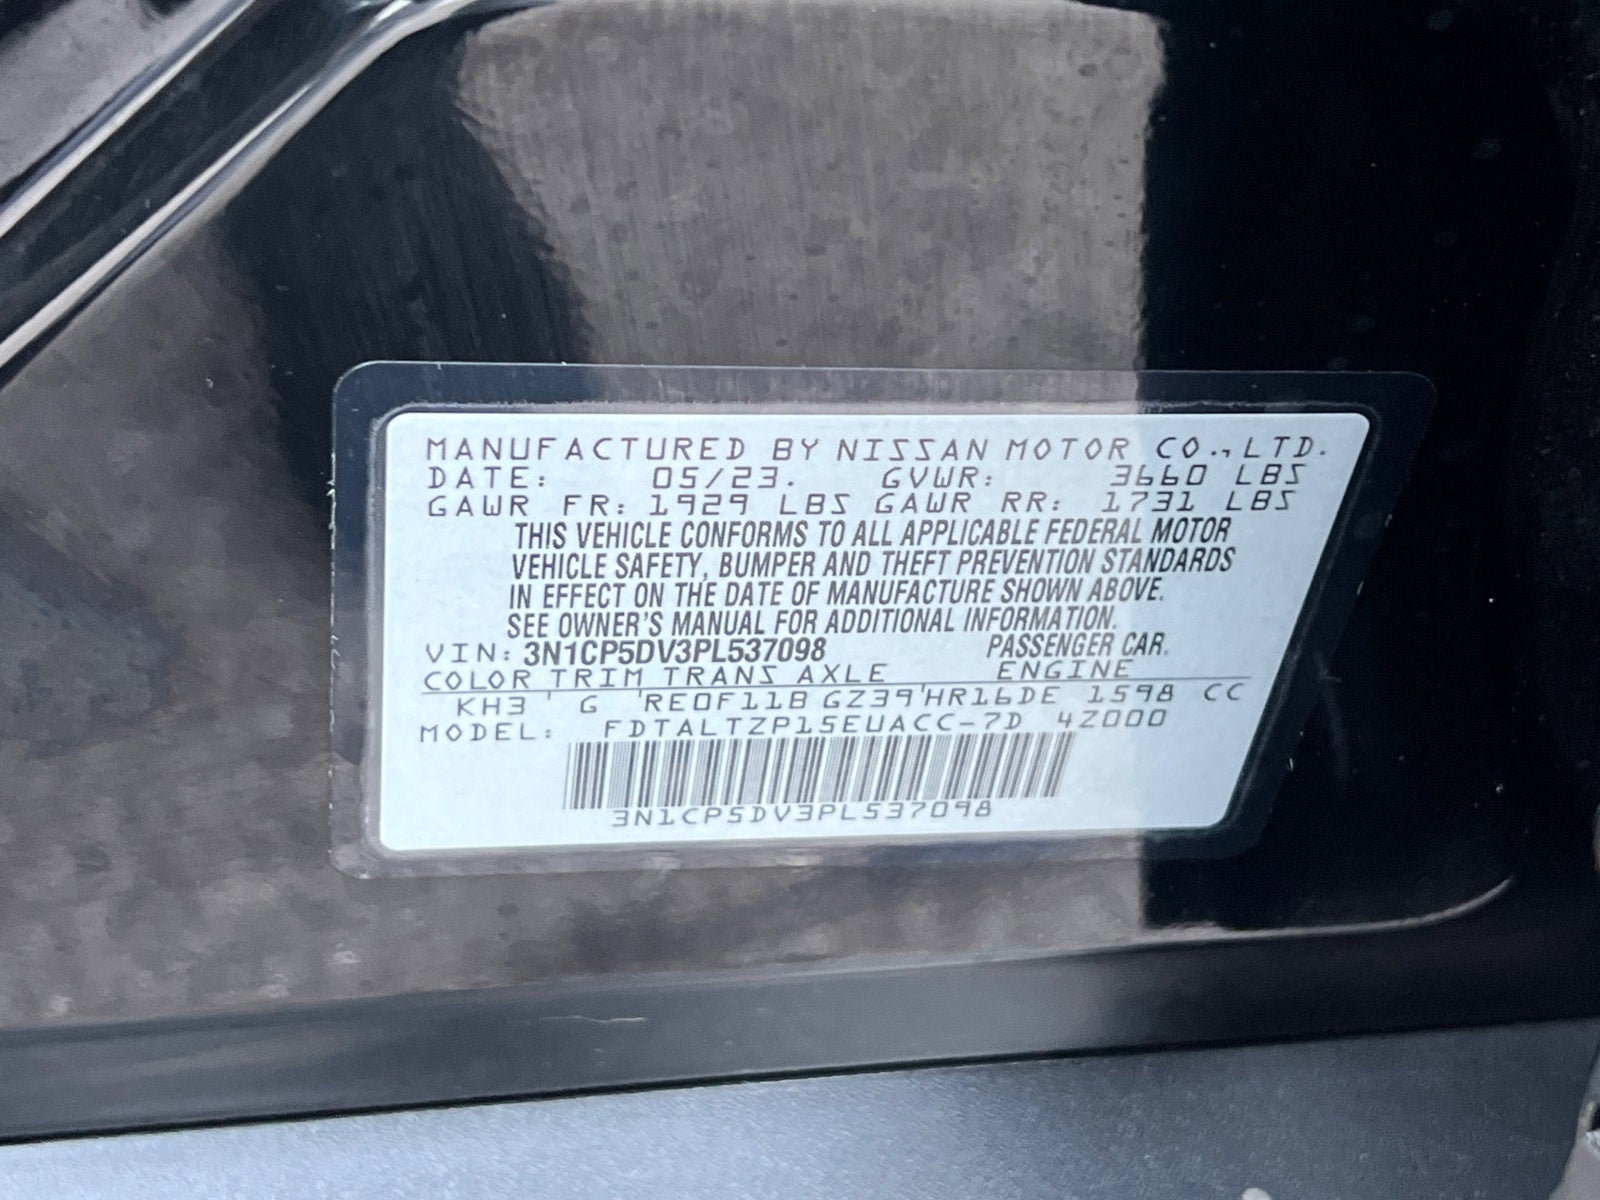 MANUFACTURED BY NISSAN MOTOR CO., LTD.
DATE: 05/23. GVWR: 3660 LBS
GAWR FR: 1929 LBS GAWR RR: 1731 LBS
THIS VEHICLE CONFORMS TO ALL APPLICABLE FEDERAL MOTOR
VEHICLE SAFETY, BUMPER AND THEFT PREVENTION STANDARDS
IN EFFECT ON THE DATE OF MANUFACTURE SHOWN ABOVE.
SEE OWNER'S MANUAL FOR ADDITIONAL INFORMATION.
VIN: 3N1CP5DV3PL537098 PASSENGER CAR.
COLOR TRIM TRANS AXLE ENGINE
KH3 ' G 'RE0F11B GZ39'HR16DE 1598 CC
MODEL: FDTALTZP15EUACC-7D 4Z000
3N1CP5DV3PL537098